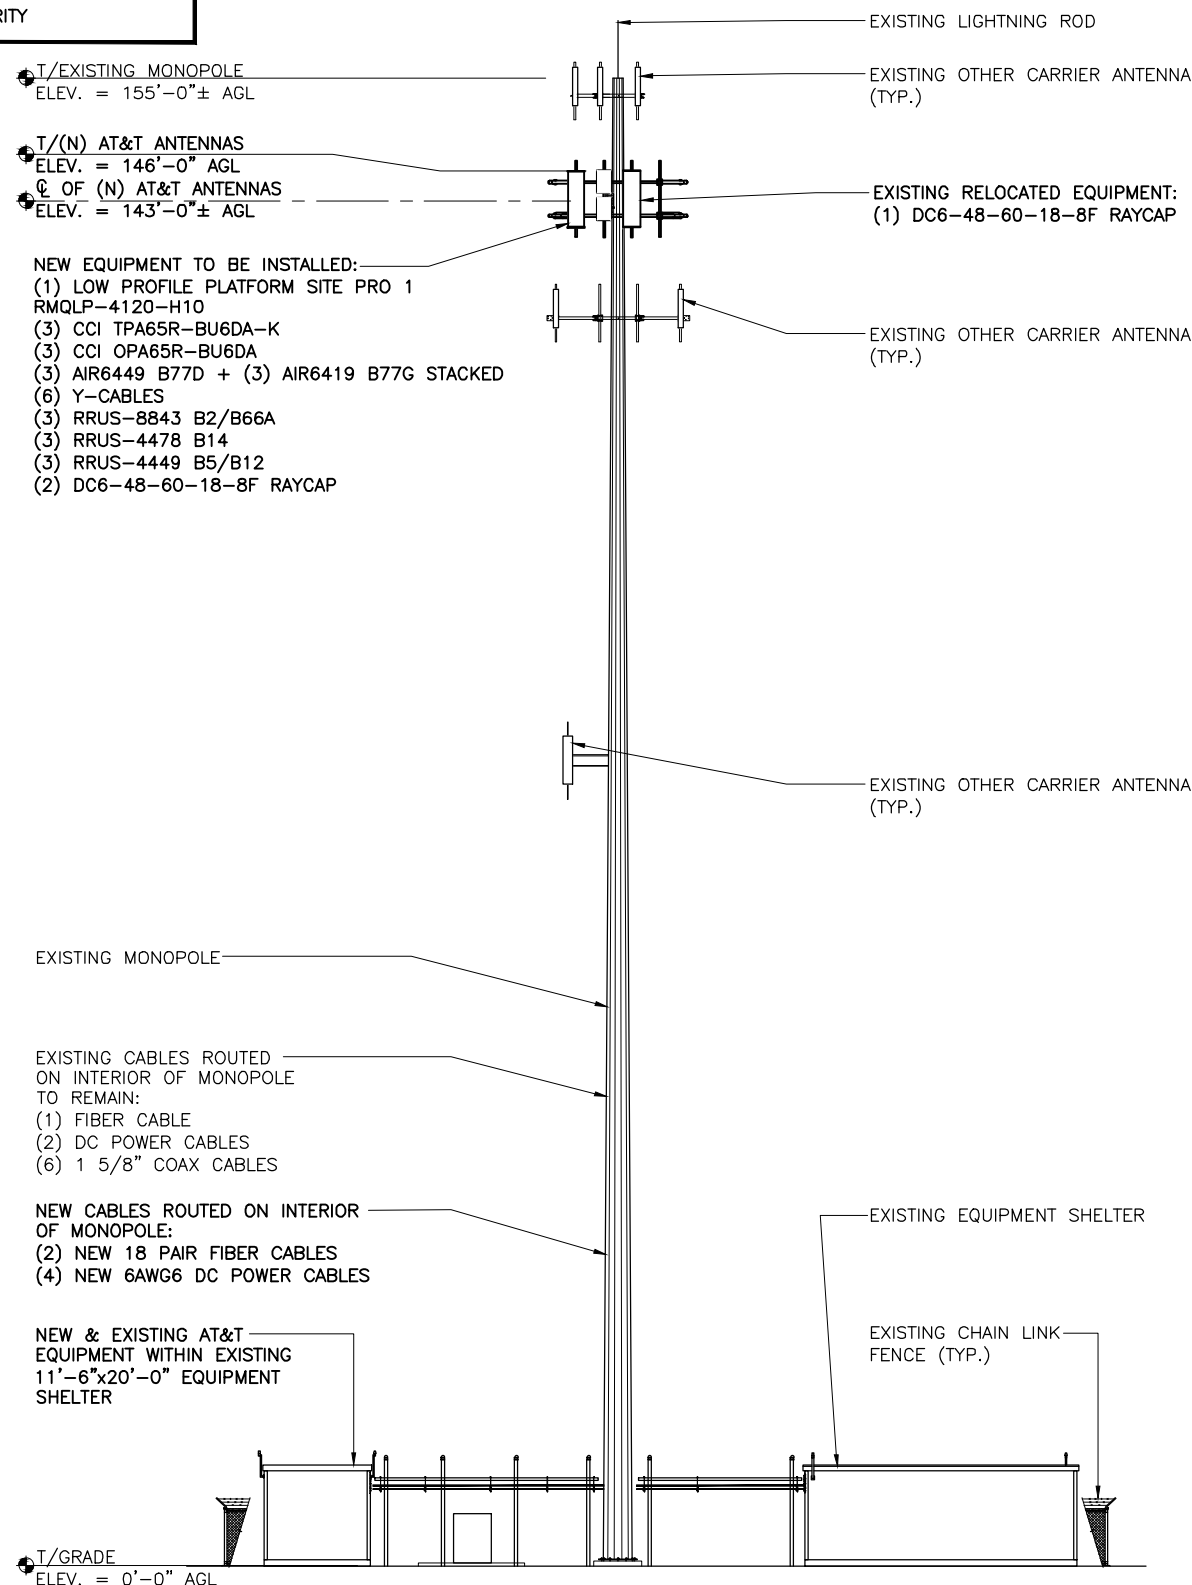 RITY
EXISTING LIGHTNING ROD
T/EXISTING MONOPOLE
ELEV. = 155'-0"± AGL
EXISTING OTHER CARRIER ANTENNA
(TYP.)
T/(N) AT&T ANTENNAS
ELEV. = 146'-0" AGL
℄ OF (N) AT&T ANTENNAS
ELEV. = 143'-0"± AGL
EXISTING RELOCATED EQUIPMENT:
(1) DC6-48-60-18-8F RAYCAP
NEW EQUIPMENT TO BE INSTALLED:
(1) LOW PROFILE PLATFORM SITE PRO 1
RMQLP-4120-H10
(3) CCI TPA65R-BU6DA-K
(3) CCI OPA65R-BU6DA
(3) AIR6449 B77D + (3) AIR6419 B77G STACKED
(6) Y-CABLES
(3) RRUS-8843 B2/B66A
(3) RRUS-4478 B14
(3) RRUS-4449 B5/B12
(2) DC6-48-60-18-8F RAYCAP
EXISTING OTHER CARRIER ANTENNA
(TYP.)
EXISTING OTHER CARRIER ANTENNA
(TYP.)
EXISTING MONOPOLE
EXISTING CABLES ROUTED
ON INTERIOR OF MONOPOLE
TO REMAIN:
(1) FIBER CABLE
(2) DC POWER CABLES
(6) 1 5/8" COAX CABLES
NEW CABLES ROUTED ON INTERIOR
OF MONOPOLE:
(2) NEW 18 PAIR FIBER CABLES
(4) NEW 6AWG6 DC POWER CABLES
EXISTING EQUIPMENT SHELTER
NEW & EXISTING AT&T
EQUIPMENT WITHIN EXISTING
11'-6"x20'-0" EQUIPMENT
SHELTER
EXISTING CHAIN LINK
FENCE (TYP.)
T/GRADE
ELEV. = 0'-0" AGL